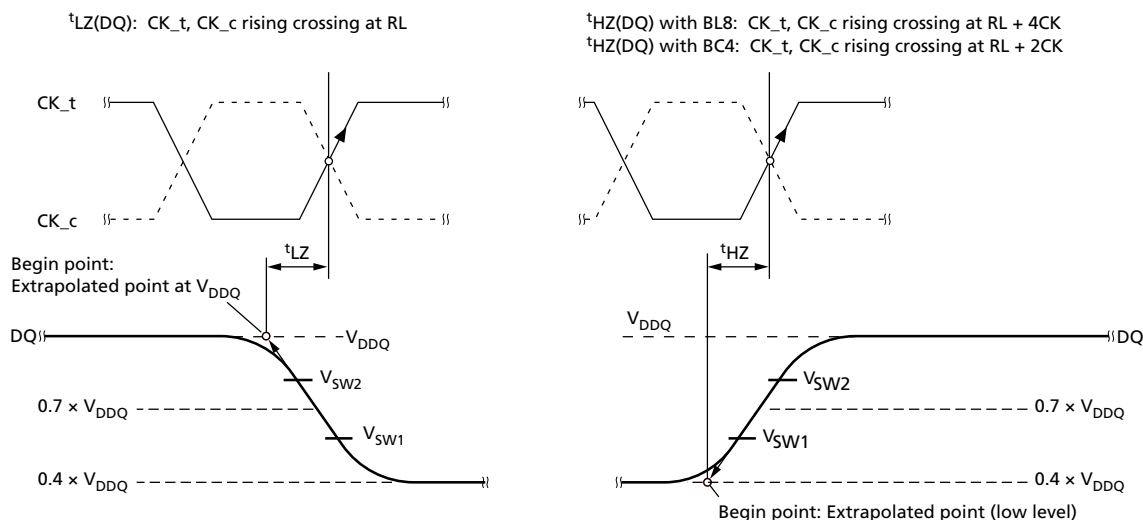 tLZ(DQ): CK_t, CK_c rising crossing at RL
tHZ(DQ) with BL8: CK_t, CK_c rising crossing at RL + 4CK
tHZ(DQ) with BC4: CK_t, CK_c rising crossing at RL + 2CK
CK_t
CK_c
tLZ
tHZ
Begin point:
Extrapolated point at VDDQ
DQ
VDDQ
VSW2
0.7 × VDDQ
VSW1
0.4 × VDDQ
VDDQ
DQ
VSW2
0.7 × VDDQ
VSW1
0.4 × VDDQ
Begin point: Extrapolated point (low level)